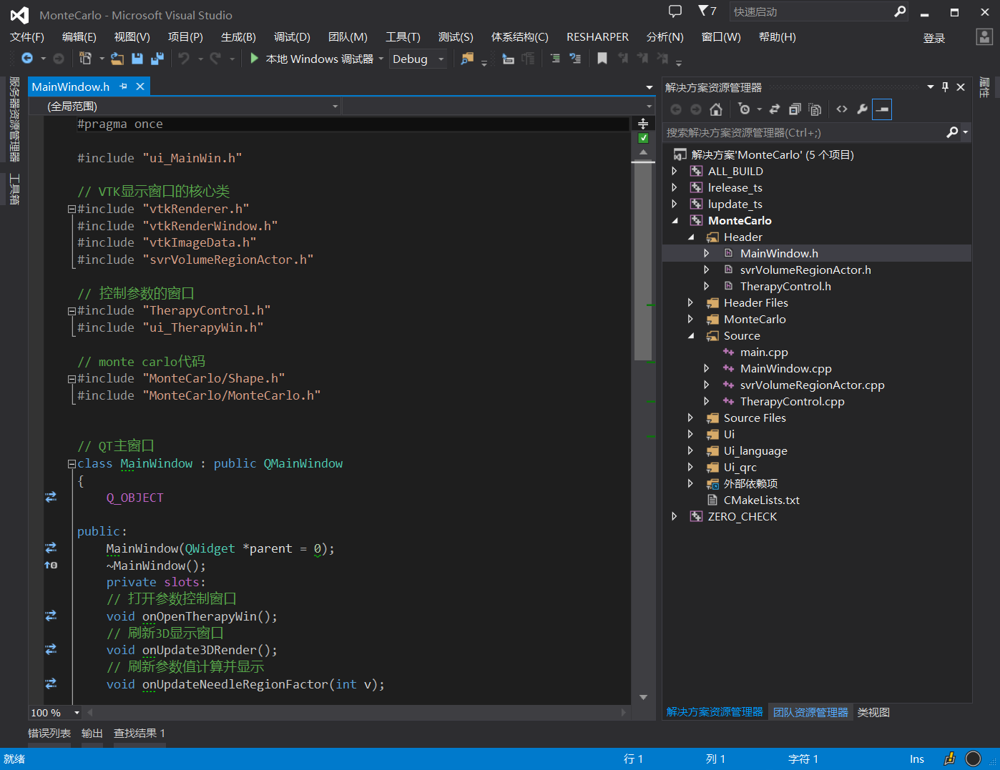 MonteCarlo - Microsoft Visual Studio
7
快速启动
文件(F) 编辑(E) 视图(V) 项目(P) 生成(B) 调试(D) 团队(M) 工具(T) 测试(S) 体系结构(C) RESHARPER 分析(N) 窗口(W) 帮助(H) 登录
本地 Windows 调试器 Debug
服务器资源管理器
工具箱
MainWindow.h
(全局范围)
#pragma once
#include "ui_MainWin.h"
// VTK显示窗口的核心类
#include "vtkRenderer.h"
#include "vtkRenderWindow.h"
#include "vtkImageData.h"
#include "svrVolumeRegionActor.h"
// 控制参数的窗口
#include "TherapyControl.h"
#include "ui_TherapyWin.h"
// monte carlo代码
#include "MonteCarlo/Shape.h"
#include "MonteCarlo/MonteCarlo.h"
// QT主窗口
class MainWindow : public QMainWindow
{
Q_OBJECT
public:
MainWindow(QWidget *parent = 0);
~MainWindow();
private slots:
// 打开参数控制窗口
void onOpenTherapyWin();
// 刷新3D显示窗口
void onUpdate3DRender();
// 刷新参数值计算并显示
void onUpdateNeedleRegionFactor(int v);
100 %
解决方案资源管理器
搜索解决方案资源管理器(Ctrl+;)
解决方案'MonteCarlo' (5 个项目)
ALL_BUILD
lrelease_ts
lupdate_ts
MonteCarlo
Header
MainWindow.h
svrVolumeRegionActor.h
TherapyControl.h
Header Files
MonteCarlo
Source
main.cpp
MainWindow.cpp
svrVolumeRegionActor.cpp
TherapyControl.cpp
Source Files
Ui
Ui_language
Ui_qrc
外部依赖项
CMakeLists.txt
ZERO_CHECK
解决方案资源管理器 团队资源管理器 类视图
属性
错误列表 输出 查找结果 1
就绪 行 1 列 1 字符 1 Ins